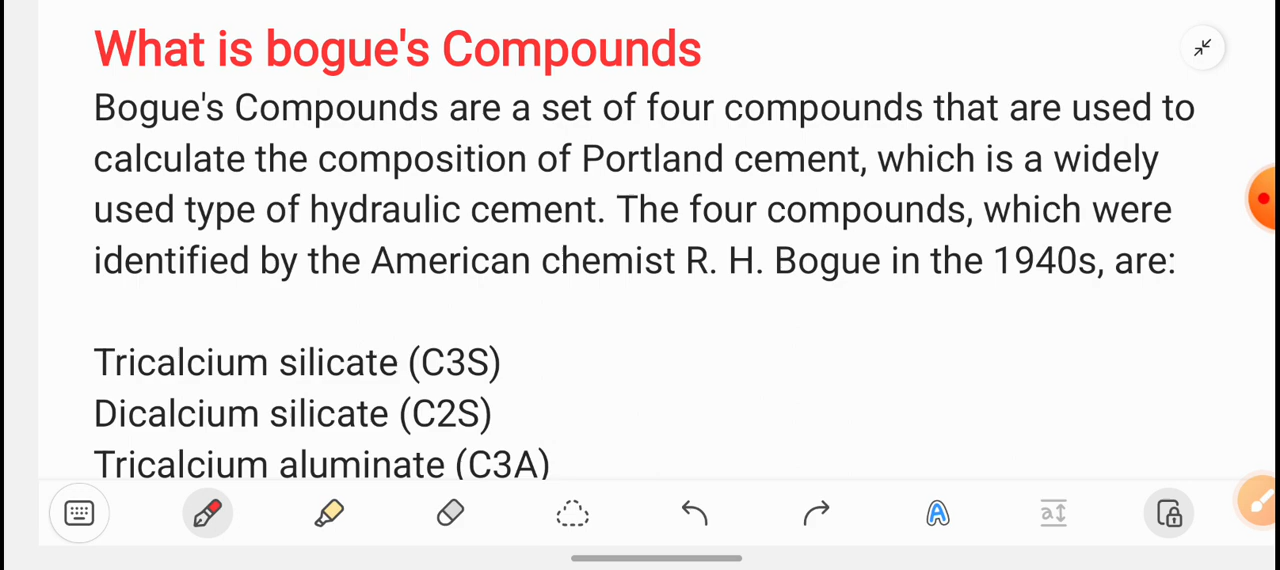 What is bogue's Compounds
Bogue's Compounds are a set of four compounds that are used to
calculate the composition of Portland cement, which is a widely
used type of hydraulic cement. The four compounds, which were
identified by the American chemist R. H. Bogue in the 1940s, are:
Tricalcium silicate (C3S)
Dicalcium silicate (C2S)
Tricalcium aluminate (C3A)
A
a